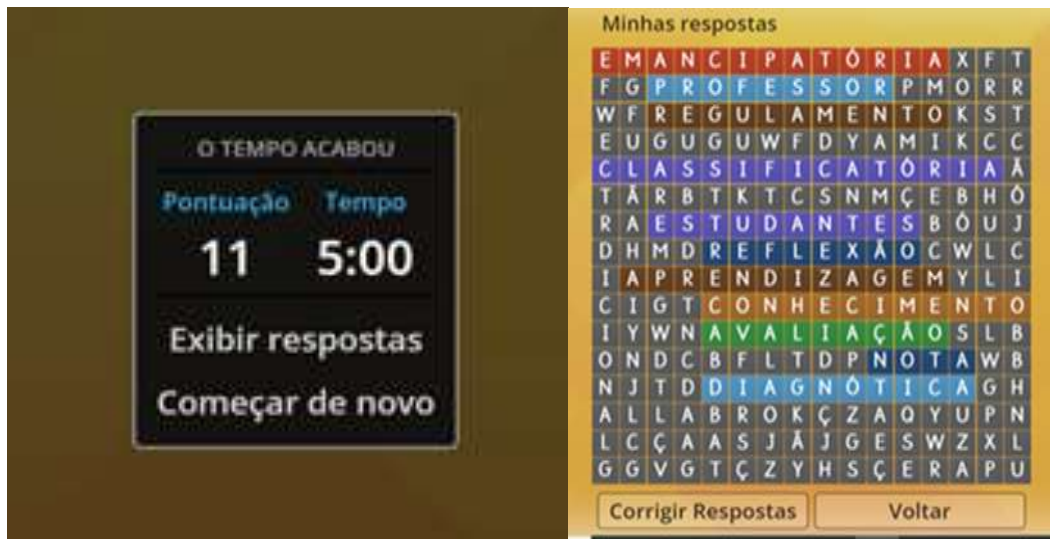 O TEMPO ACABOU
Pontuação Tempo
11 5:00
Exibir respostas
Começar de novo
Minhas respostas
E M A N C I P A T Ó R I A X F T
F G P R O F E S S O R P M O R R
W F R E G U L A M E N T O K S T
E U G U G U W F D Y A M I K C C
C L A S S I F I C A T Ó R I A Ã
T Ã R B T K T C S N M Ç E B H Ô
R A E S T U D A N T E S B Ô U J
D H M D R E F L E X Ã O C W L C
I A P R E N D I Z A G E M Y L I
C I G T C O N H E C I M E N T O
I Y W N A V A L I A Ç Ã O S L B
O N D C B F L T D P N O T A W B
N J T D D I A G N Ó T I C A G H
A L L A B R O K Ç Z A Q Y U P N
L C Ç A A S J Ã J G E S W Z X L
G G V G T Ç Z Y H S Ç E R A P U
Corrigir Respostas Voltar